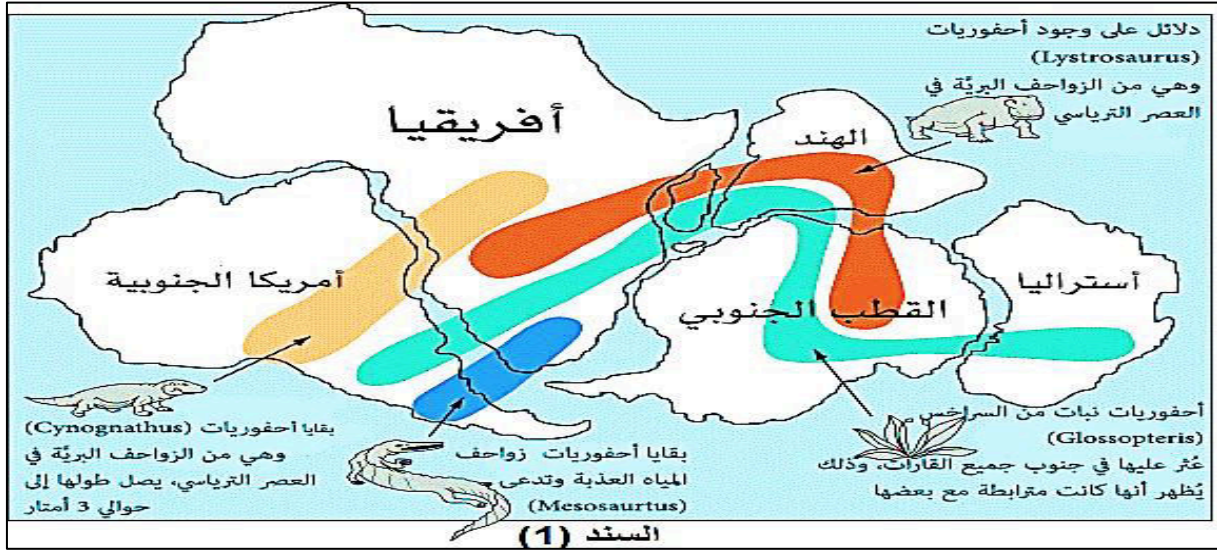 دلائل على وجود أحفوريات
(Lystrosaurus)
وهي من الزواحف البريَّة في
العصر الترياسي
أفريقيا
الهند
أمريكا الجنوبية
القطب الجنوبي
أستراليا
بقايا أحفوريات (Cynognathus)
وهي من الزواحف البريَّة في
العصر الترياسي، يصل طولها إلى
حوالي 3 أمتار
بقايا أحفوريات زواحف
المياه العذبة وتدعى
(Mesosaurtus)
أحفوريات نبات من السراخس
(Glossopteris)
عُثر عليها في جنوب جميع القارات، وذلك
يُظهر أنها كانت مترابطة مع بعضها
السند (1)